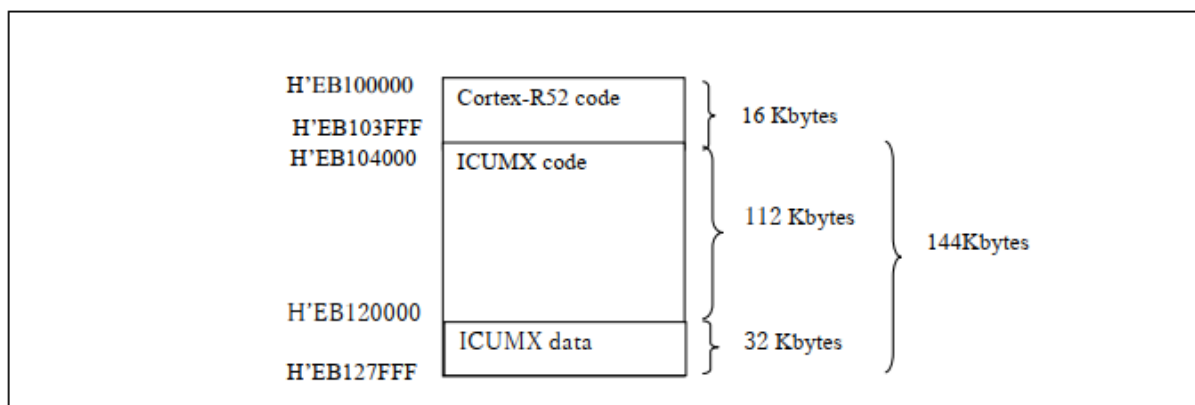 H'EB100000
Cortex-R52 code
16 Kbytes
H'EB103FFF
H'EB104000
ICUMX code
112 Kbytes
144Kbytes
H'EB120000
ICUMX data
32 Kbytes
H'EB127FFF